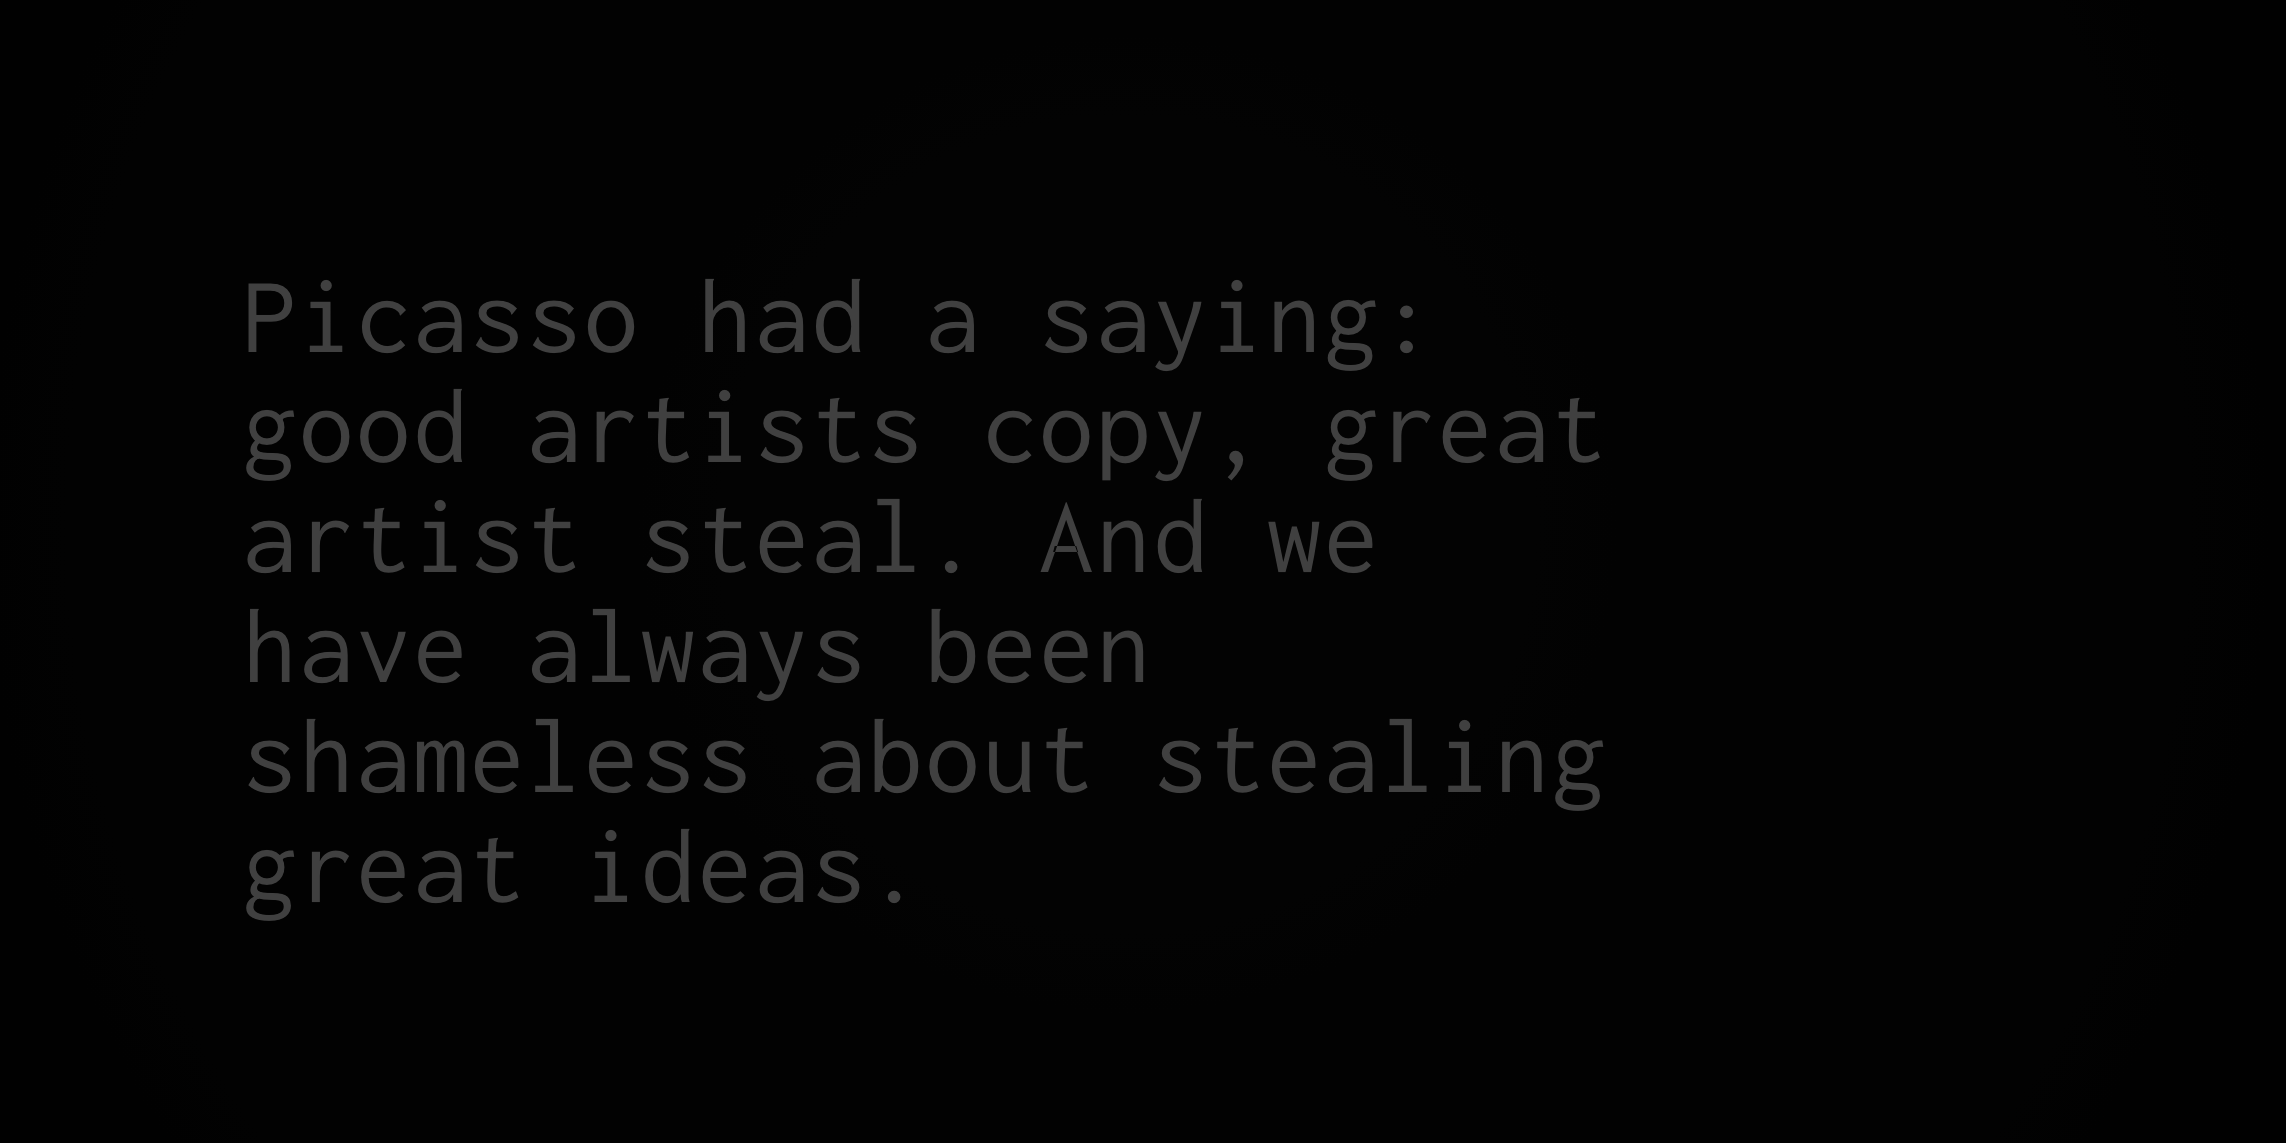 Picasso had a saying:
good artists copy, great
artist steal. And we
have always been
shameless about stealing
great ideas.